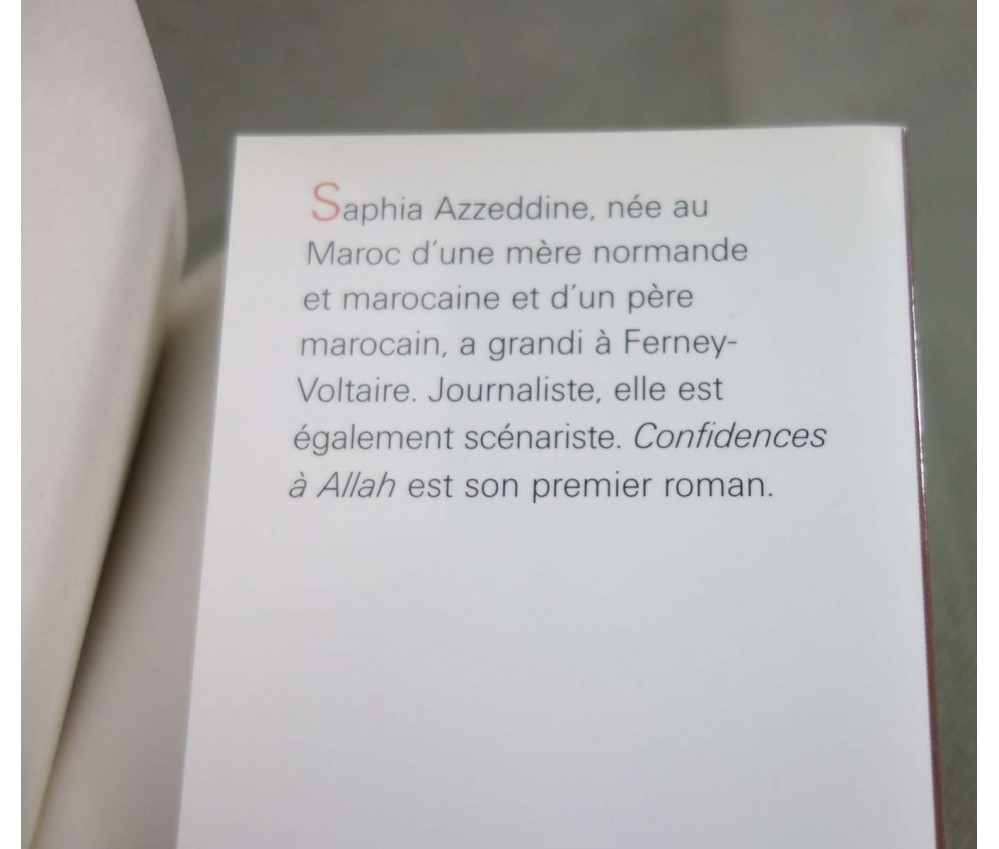 Saphia Azzeddine, née au
Maroc d'une mère normande
et marocaine et d'un père
marocain, a grandi à Ferney-
Voltaire. Journaliste, elle est
également scénariste. Confidences
à Allah est son premier roman.